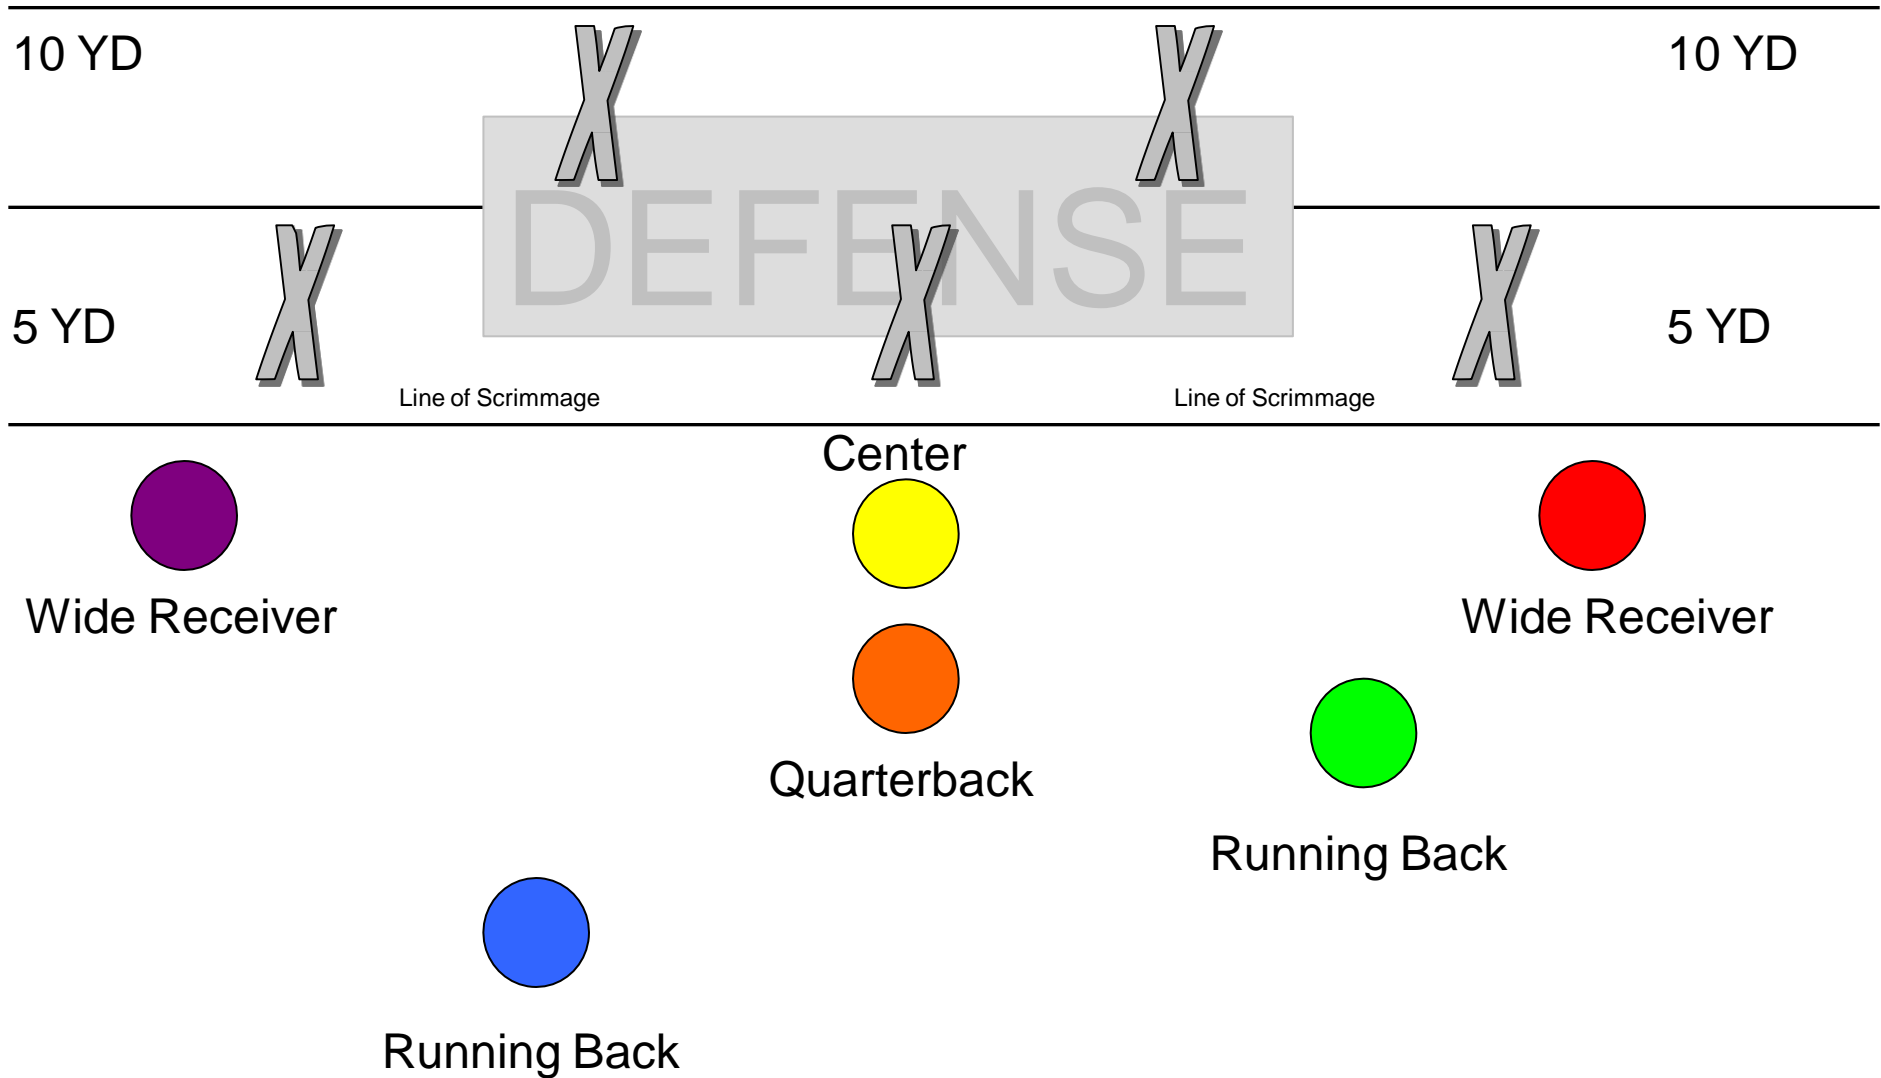 10 YD
10 YD
DEFENSE
5 YD
5 YD
Line of Scrimmage
Line of Scrimmage
Center
Wide Receiver
Wide Receiver
Quarterback
Running Back
Running Back